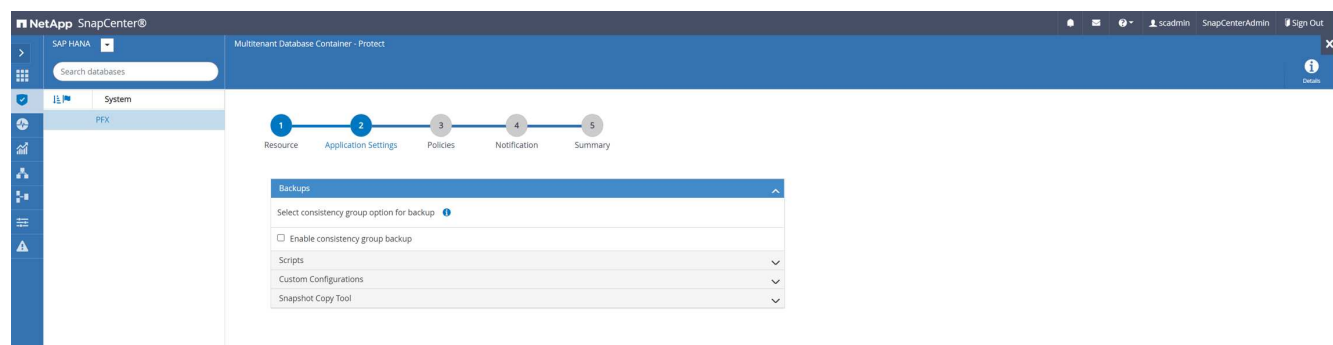 NetApp SnapCenter®
scadmin SnapCenterAdmin Sign Out
SAP HANA
Multitenant Database Container - Protect
Search databases
Details
System
PFX
1 2 3 4 5
Resource Application Settings Policies Notification Summary
Backups
Select consistency group option for backup
Enable consistency group backup
Scripts
Custom Configurations
Snapshot Copy Tool